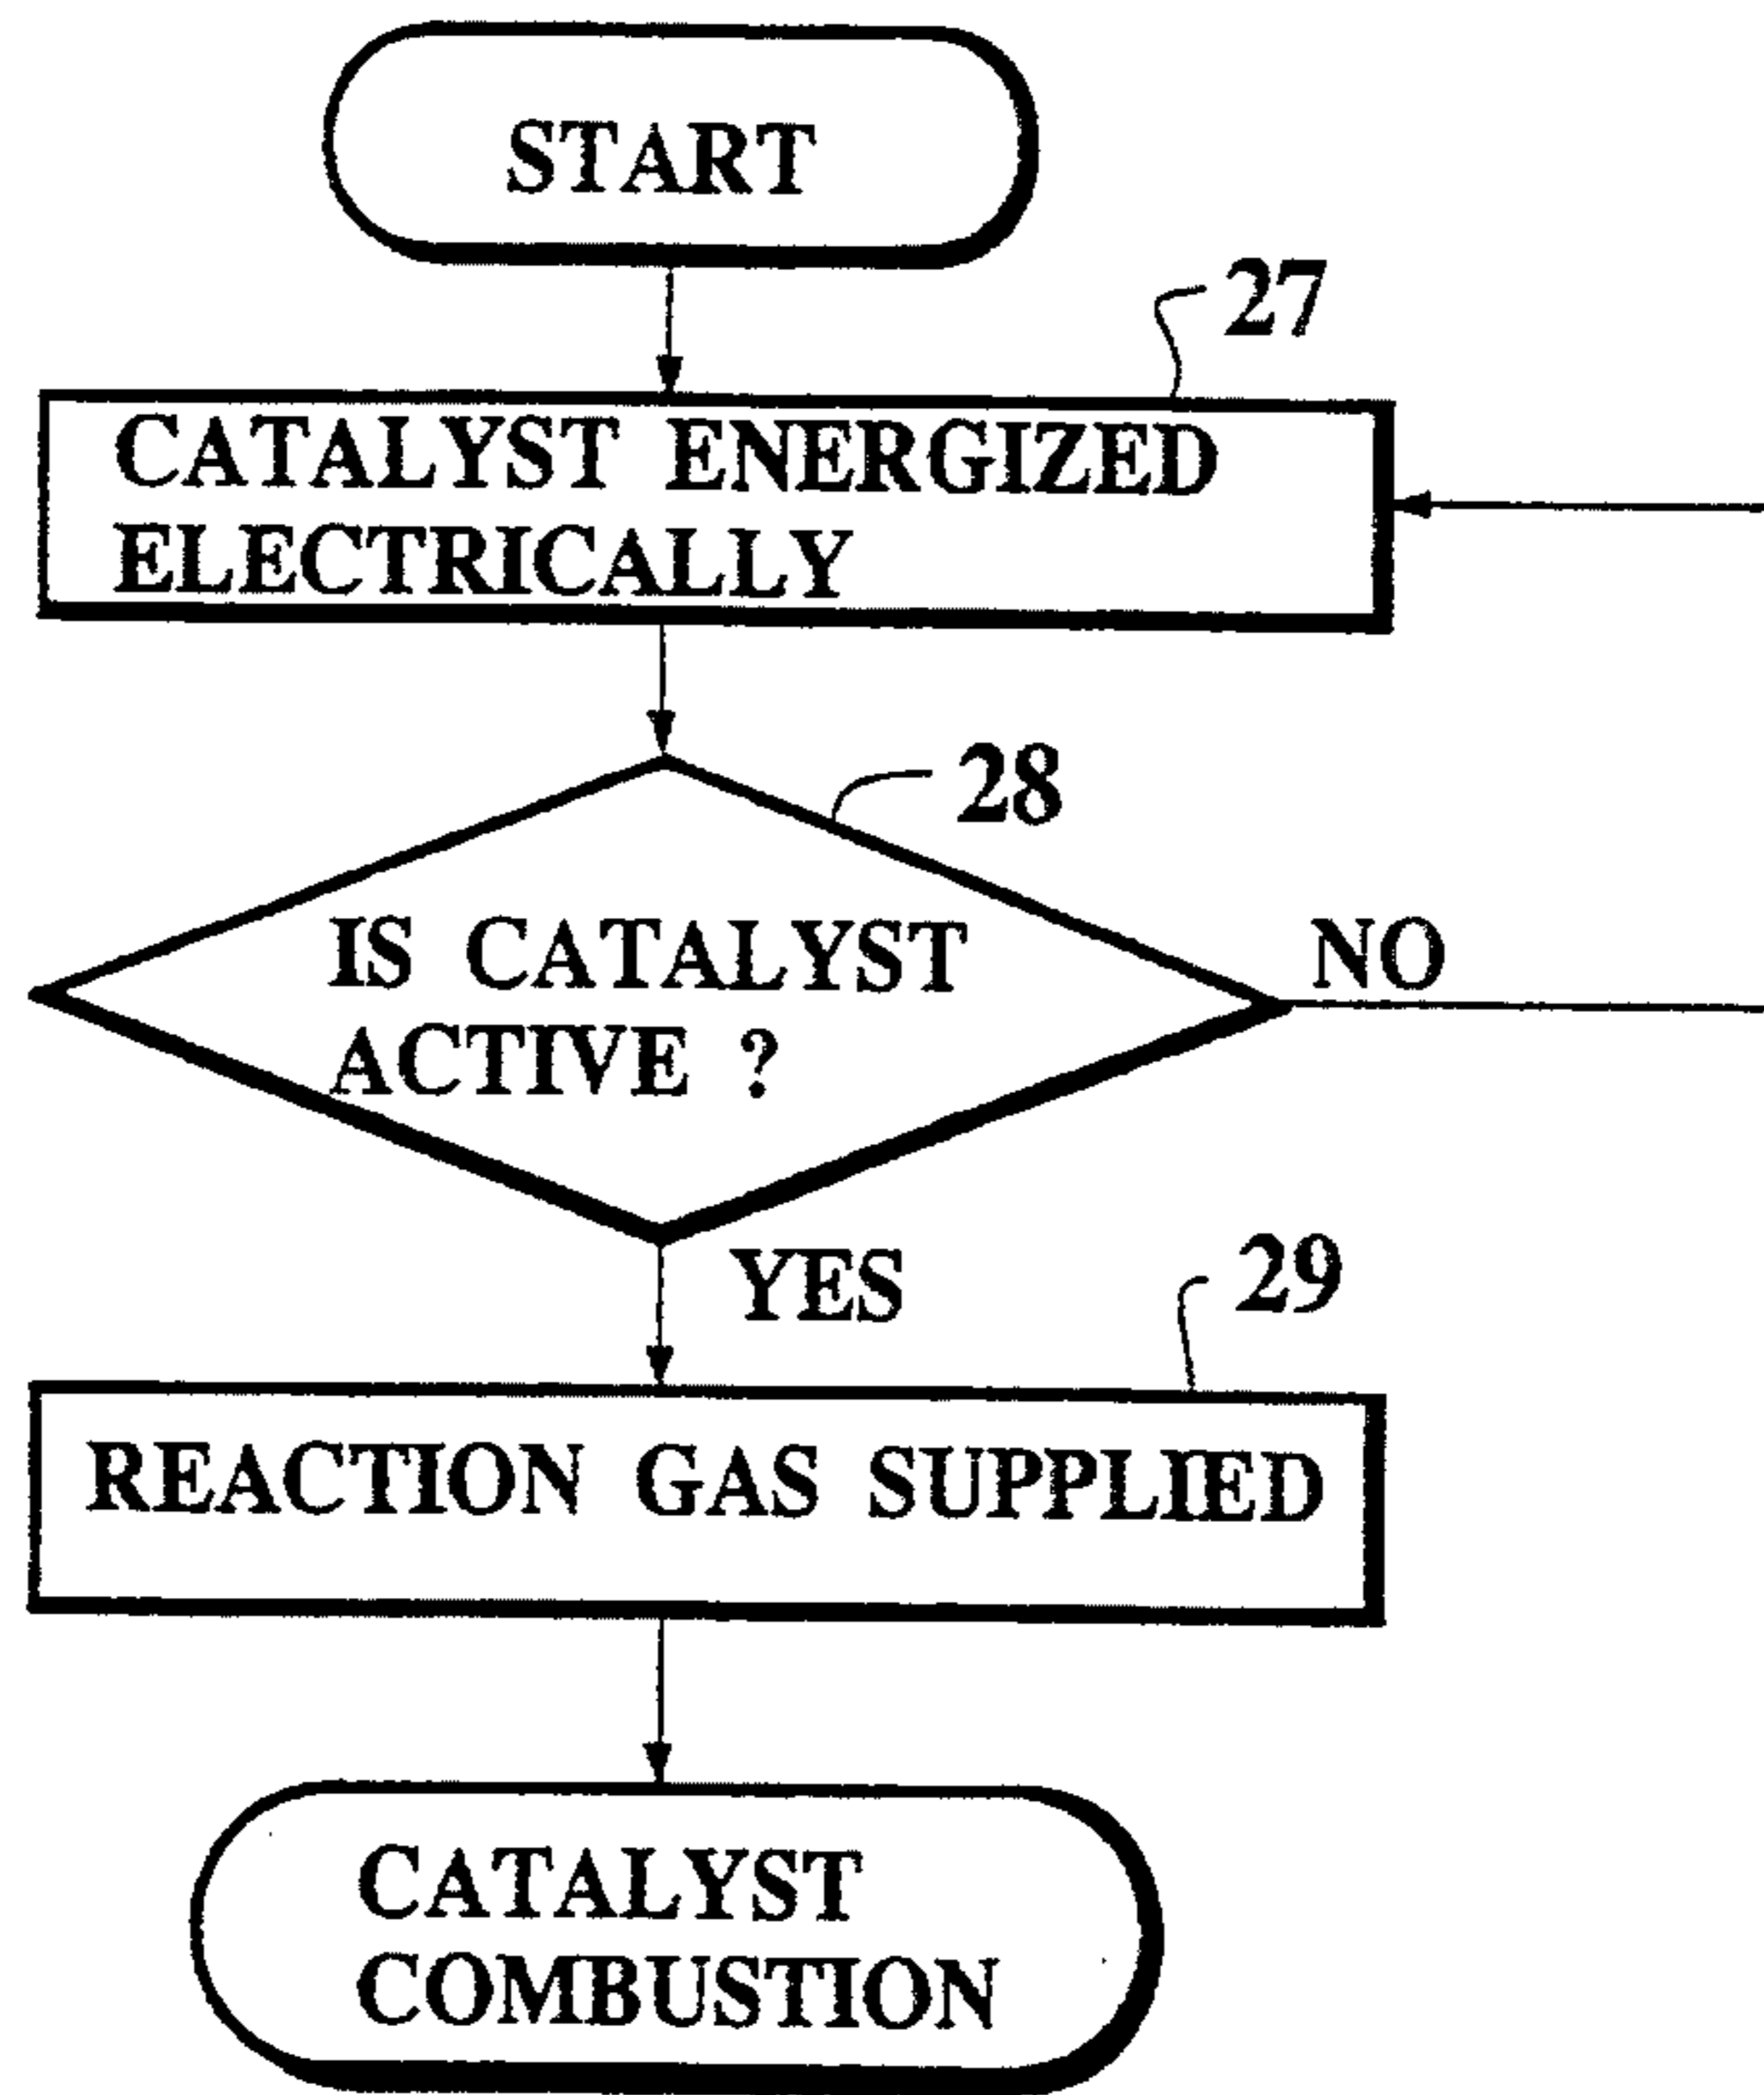 START
27
CATALYST ENERGIZED
ELECTRICALLY
28
IS CATALYST
ACTIVE ?
NO
YES
29
REACTION GAS SUPPLIED
CATALYST
COMBUSTION